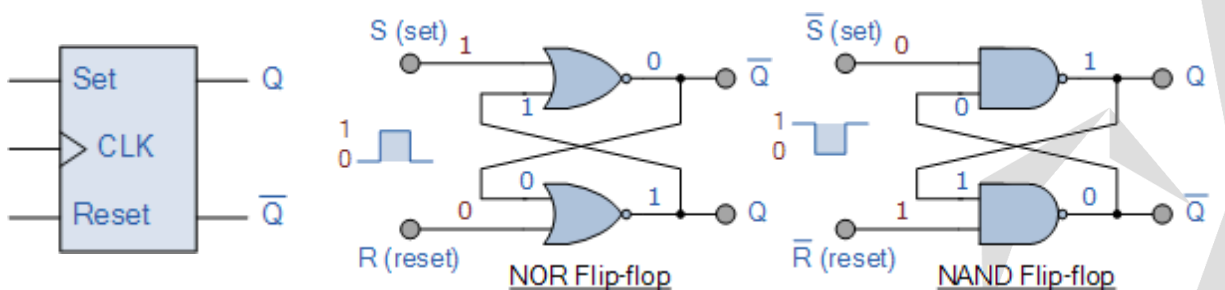 Set
CLK
Reset
Q
Q̅
S (set)
1
0
Q̅
1
1
0
0
0
1
Q
R (reset)
NOR Flip-flop
S̅ (set)
0
1
Q
0
1
0
1
1
0
Q̅
R̅ (reset)
NAND Flip-flop